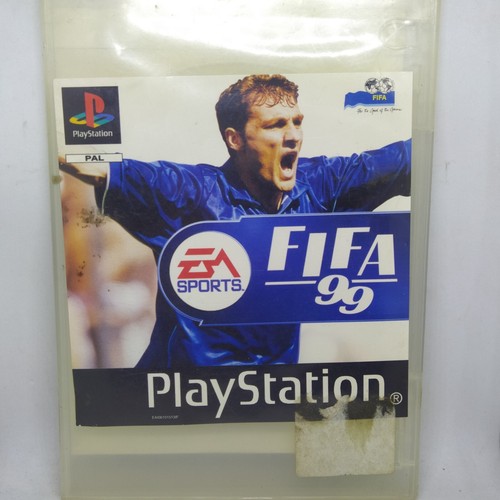 PlayStation
PAL
FIFA
EA
SPORTS
FIFA
99
PlayStation®